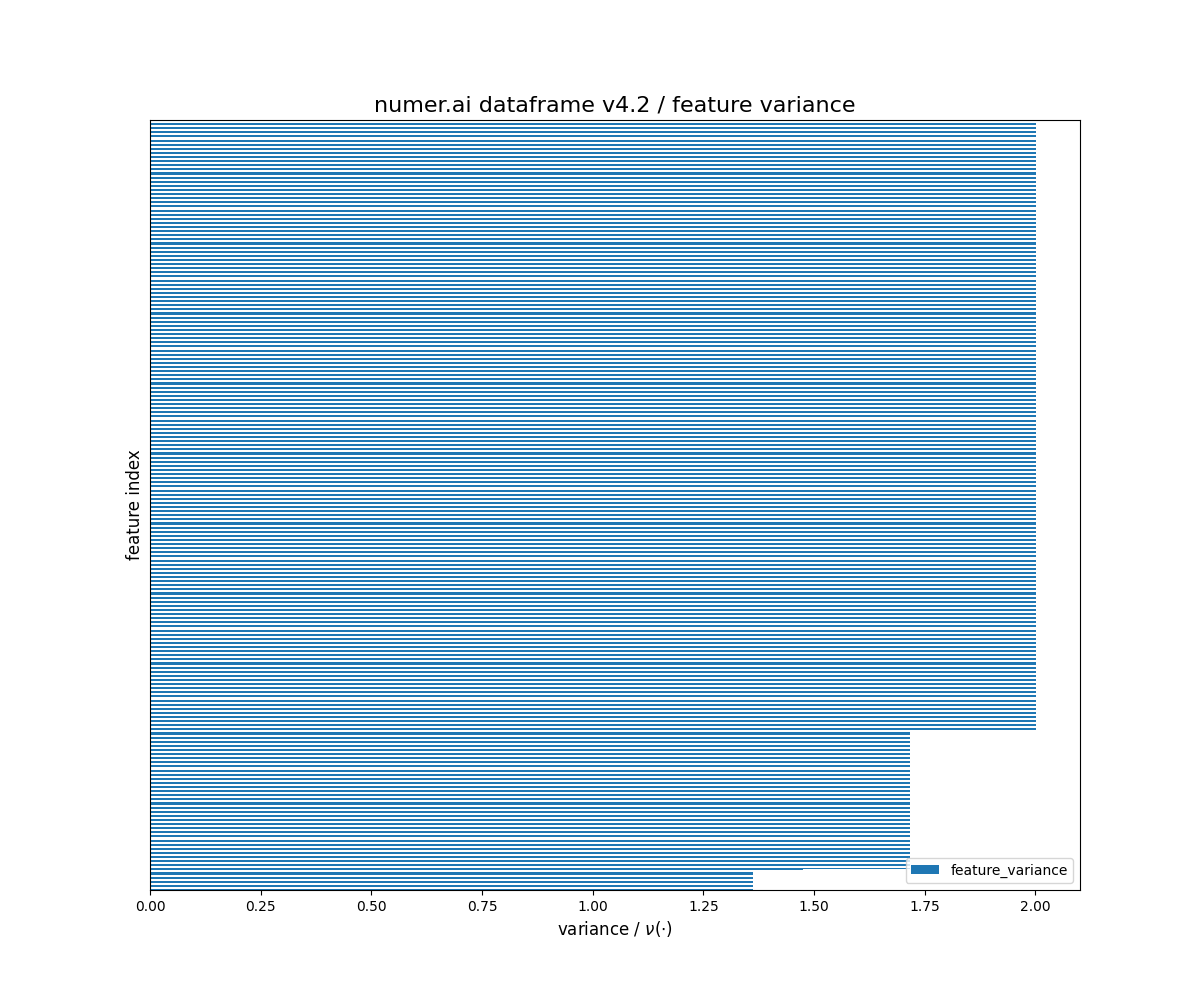 numer.ai dataframe v4.2 / feature variance
feature index
feature_variance
0.00 0.25 0.50 0.75 1.00 1.25 1.50 1.75 2.00
variance / ν(·)